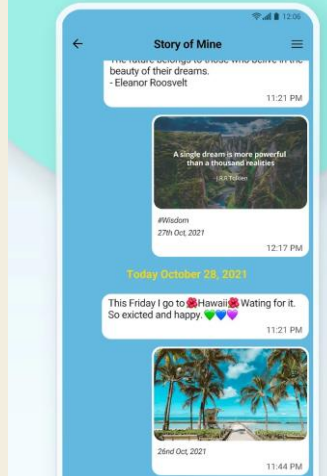 12:06
Story of Mine
The future belongs to those who belive in the
beauty of their dreams.
- Eleanor Roosvelt
11:21 PM
A single dream is more powerful
than a thousand realities
#Wisdom
27th Oct, 2021
12:17 PM
Today October 28, 2021
This Friday I go to 🌺Hawaii🌺 Wating for it.
So exicted and happy. 💚💙💜
11:21 PM
26nd Oct, 2021
11:44 PM